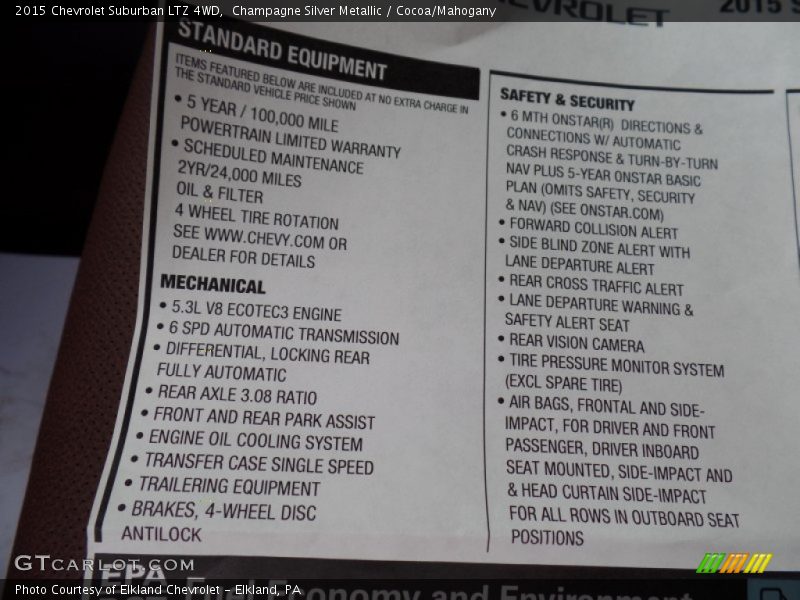 2015 Chevrolet Suburban LTZ 4WD,  Champagne Silver Metallic / Cocoa/Mahogany
CHEVROLET
2015 S
STANDARD EQUIPMENT
ITEMS FEATURED BELOW ARE INCLUDED AT NO EXTRA CHARGE IN
THE STANDARD VEHICLE PRICE SHOWN
• 5 YEAR / 100,000 MILE
POWERTRAIN LIMITED WARRANTY
• SCHEDULED MAINTENANCE
2YR/24,000 MILES
OIL & FILTER
4 WHEEL TIRE ROTATION
SEE WWW.CHEVY.COM OR
DEALER FOR DETAILS
MECHANICAL
• 5.3L V8 ECOTEC3 ENGINE
• 6 SPD AUTOMATIC TRANSMISSION
• DIFFERENTIAL, LOCKING REAR
FULLY AUTOMATIC
• REAR AXLE 3.08 RATIO
• FRONT AND REAR PARK ASSIST
• ENGINE OIL COOLING SYSTEM
• TRANSFER CASE SINGLE SPEED
• TRAILERING EQUIPMENT
• BRAKES, 4-WHEEL DISC
ANTILOCK
SAFETY & SECURITY
• 6 MTH ONSTAR(R) DIRECTIONS &
CONNECTIONS W/ AUTOMATIC
CRASH RESPONSE & TURN-BY-TURN
NAV PLUS 5-YEAR ONSTAR BASIC
PLAN (OMITS SAFETY, SECURITY
& NAV) (SEE ONSTAR.COM)
• FORWARD COLLISION ALERT
• SIDE BLIND ZONE ALERT WITH
LANE DEPARTURE ALERT
• REAR CROSS TRAFFIC ALERT
• LANE DEPARTURE WARNING &
SAFETY ALERT SEAT
• REAR VISION CAMERA
• TIRE PRESSURE MONITOR SYSTEM
(EXCL SPARE TIRE)
• AIR BAGS, FRONTAL AND SIDE-
IMPACT, FOR DRIVER AND FRONT
PASSENGER, DRIVER INBOARD
SEAT MOUNTED, SIDE-IMPACT AND
& HEAD CURTAIN SIDE-IMPACT
FOR ALL ROWS IN OUTBOARD SEAT
POSITIONS
GTCARLOT.COM
EPA Fuel Economy and Environment
Photo Courtesy of Elkland Chevrolet - Elkland, PA